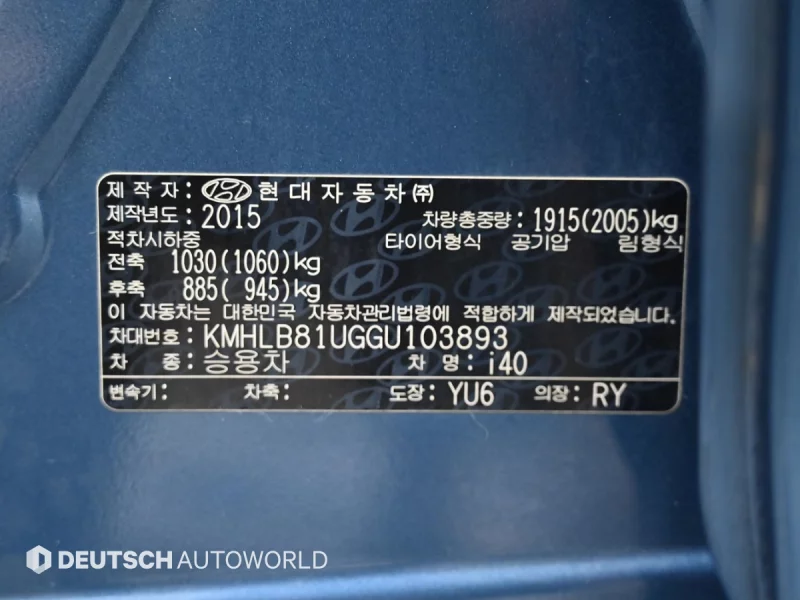 제 작 자 : 현 대 자 동 차 ㈜
제작년도 : 2015 차량총중량 : 1915(2005)kg
적차시하중 타이어형식 공기압 림형식
전축 1030(1060)kg
후축 885( 945)kg
이 자동차는 대한민국 자동차관리법령에 적합하게 제작되었습니다.
차대번호 : KMHLB81UGGU103893
차 종 : 승용차 차 명 : i40
변속기 : 차축 : 도장 : YU6 의장 : RY
DEUTSCH AUTOWORLD